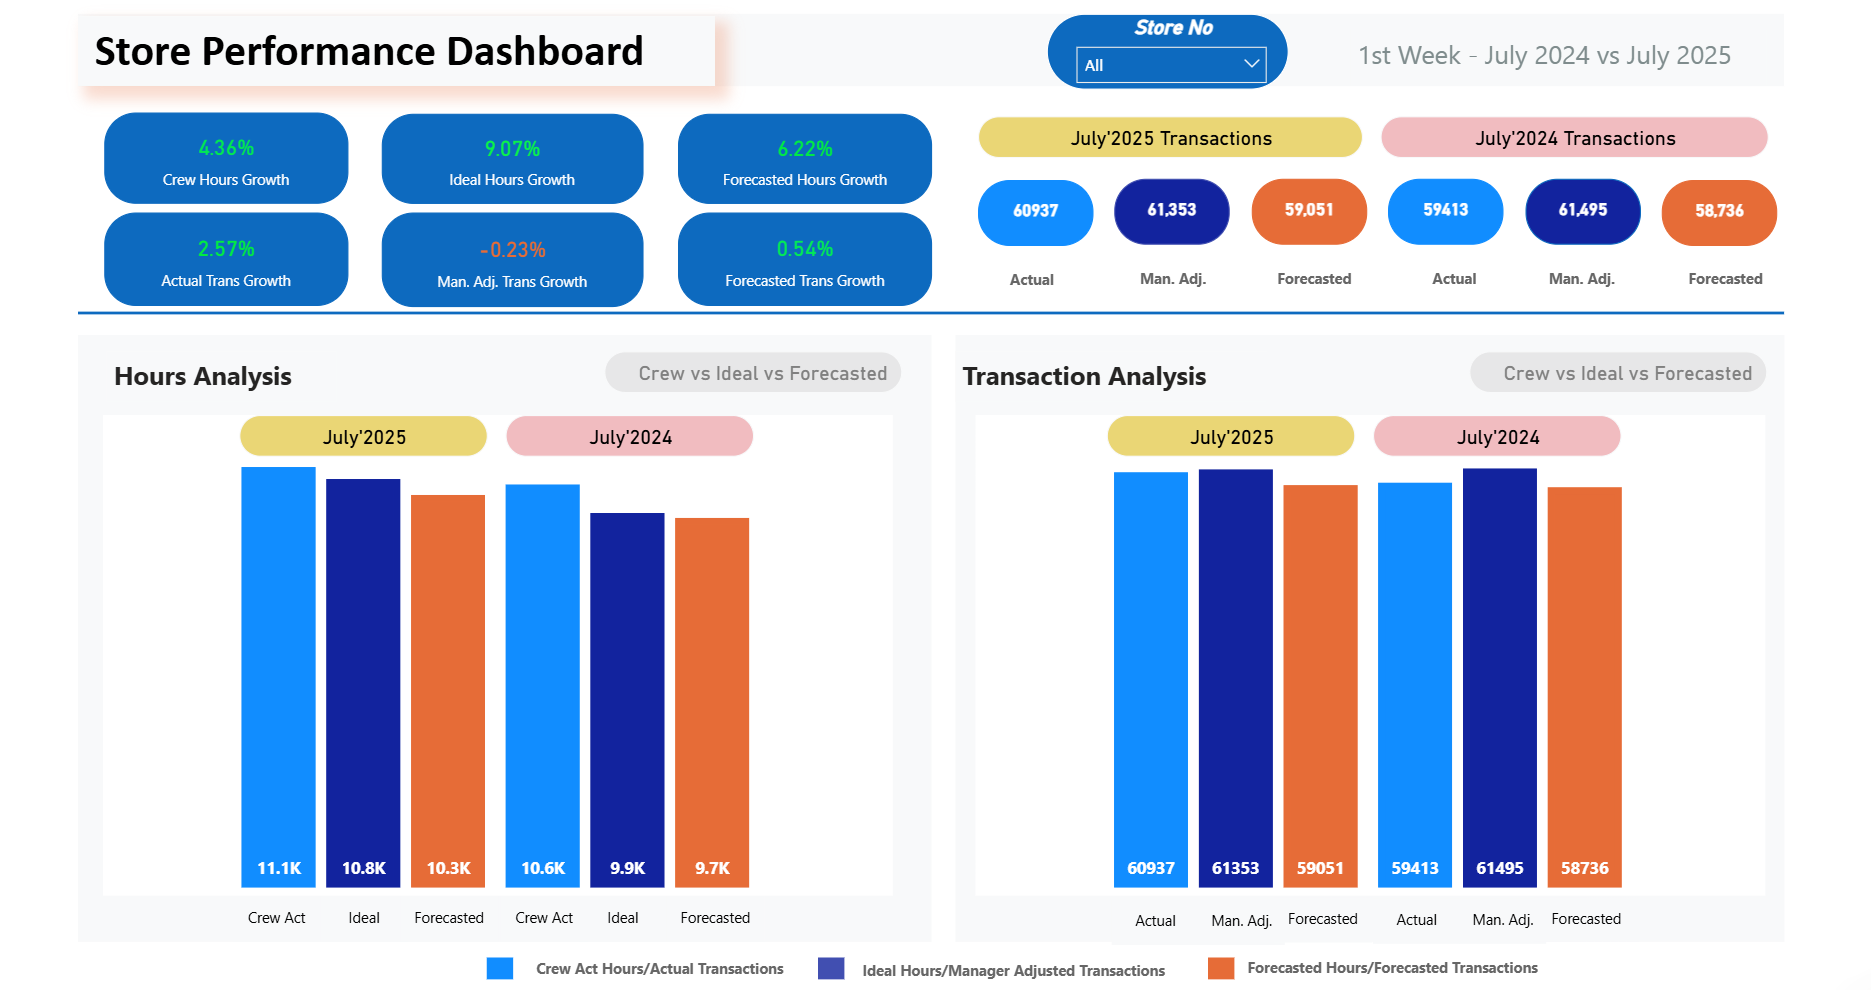 Store Performance Dashboard
Store No
All
1st Week - July 2024 vs July 2025
4.36%
Crew Hours Growth
9.07%
Ideal Hours Growth
6.22%
Forecasted Hours Growth
2.57%
Actual Trans Growth
-0.23%
Man. Adj. Trans Growth
0.54%
Forecasted Trans Growth
July'2025 Transactions
July'2024 Transactions
60937
61,353
59,051
59413
61,495
58,736
Actual
Man. Adj.
Forecasted
Actual
Man. Adj.
Forecasted
Hours Analysis
Crew vs Ideal vs Forecasted
July'2025
July'2024
11.1K
10.8K
10.3K
10.6K
9.9K
9.7K
Crew Act
Ideal
Forecasted
Crew Act
Ideal
Forecasted
Transaction Analysis
Crew vs Ideal vs Forecasted
July'2025
July'2024
60937
61353
59051
59413
61495
58736
Actual
Man. Adj.
Forecasted
Actual
Man. Adj.
Forecasted
Crew Act Hours/Actual Transactions
Ideal Hours/Manager Adjusted Transactions
Forecasted Hours/Forecasted Transactions